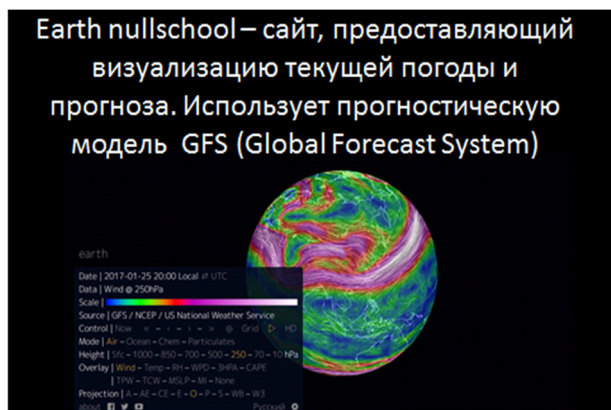 Earth nullschool – сайт, предоставляющий
визуализацию текущей погоды и
прогноза. Использует прогностическую
модель GFS (Global Forecast System)
earth
Date | 2017-01-25 20:00 Local ⇄ UTC
Data | Wind @ 250hPa
Scale |
Source | GFS / NCEP / US National Weather Service
Control | Now « – ‹ – › – » ⊕ Grid ▷ HD
Mode | Air – Ocean – Chem – Particulates
Height | Sfc – 1000 – 850 – 700 – 500 – 250 – 70 – 10 hPa
Overlay | Wind – Temp – RH – WPD – 3HPA – CAPE
| TPW – TCW – MSLP – MI – None
Projection | A – AE – CE – E – O – P – S – WB – W3
about Русский